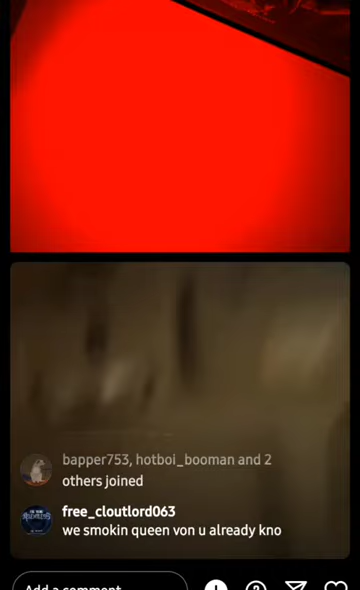 bapper753, hotboi_booman and 2
others joined
free_cloutlord063
we smokin queen von u already kno
Add a comment